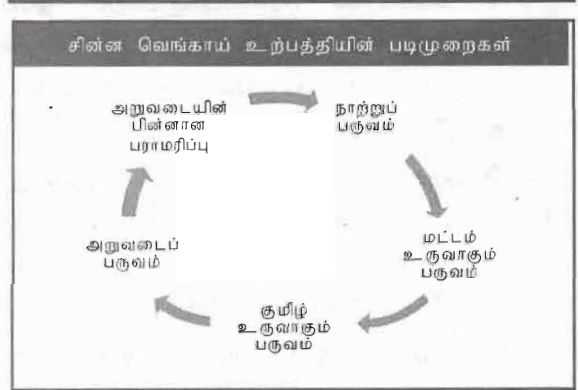 சின்ன வெங்காய் உற்பத்தியின் படிமுறைகள்
அறுவடையின்
பின்னான
பராமரிப்பு
நாற்றுப்
பருவம்
மட்டம்
உருவாகும்
பருவம்
குமிழ்
உருவாகும்
பருவம்
அறுவடைப்
பருவம்